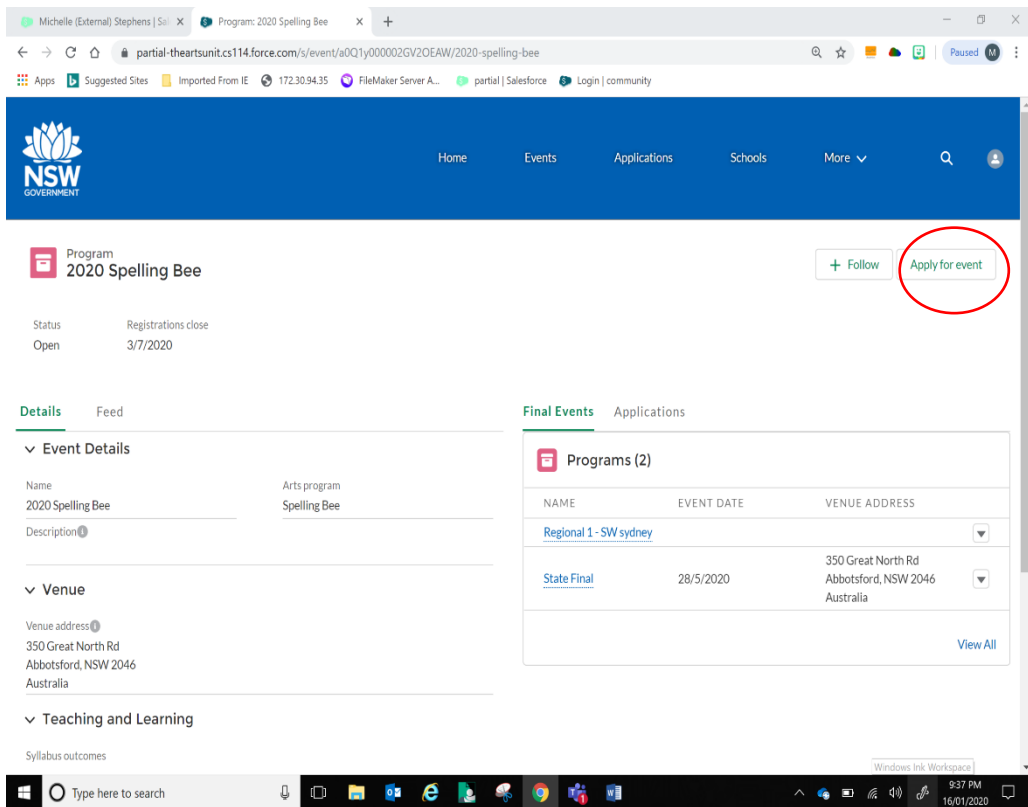 Michelle (External) Stephens | Sal
Program: 2020 Spelling Bee
partial-theartsunit.cs114.force.com/s/event/a0Q1y000002GV2OEAW/2020-spelling-bee
Paused M
Apps Suggested Sites Imported From IE 172.30.94.35 FileMaker Server A... partial | Salesforce Login | community
NSW
GOVERNMENT
Home Events Applications Schools More
Program
2020 Spelling Bee
+ Follow Apply for event
Status Registrations close
Open 3/7/2020
Details Feed
Event Details
Name Arts program
2020 Spelling Bee Spelling Bee
Description
Venue
Venue address
350 Great North Rd
Abbotsford, NSW 2046
Australia
Teaching and Learning
Syllabus outcomes
Final Events Applications
Programs (2)
NAME EVENT DATE VENUE ADDRESS
Regional 1 - SW sydney
State Final 28/5/2020 350 Great North Rd
Abbotsford, NSW 2046
Australia
View All
Windows Ink Workspace
Type here to search
9:37 PM
16/01/2020